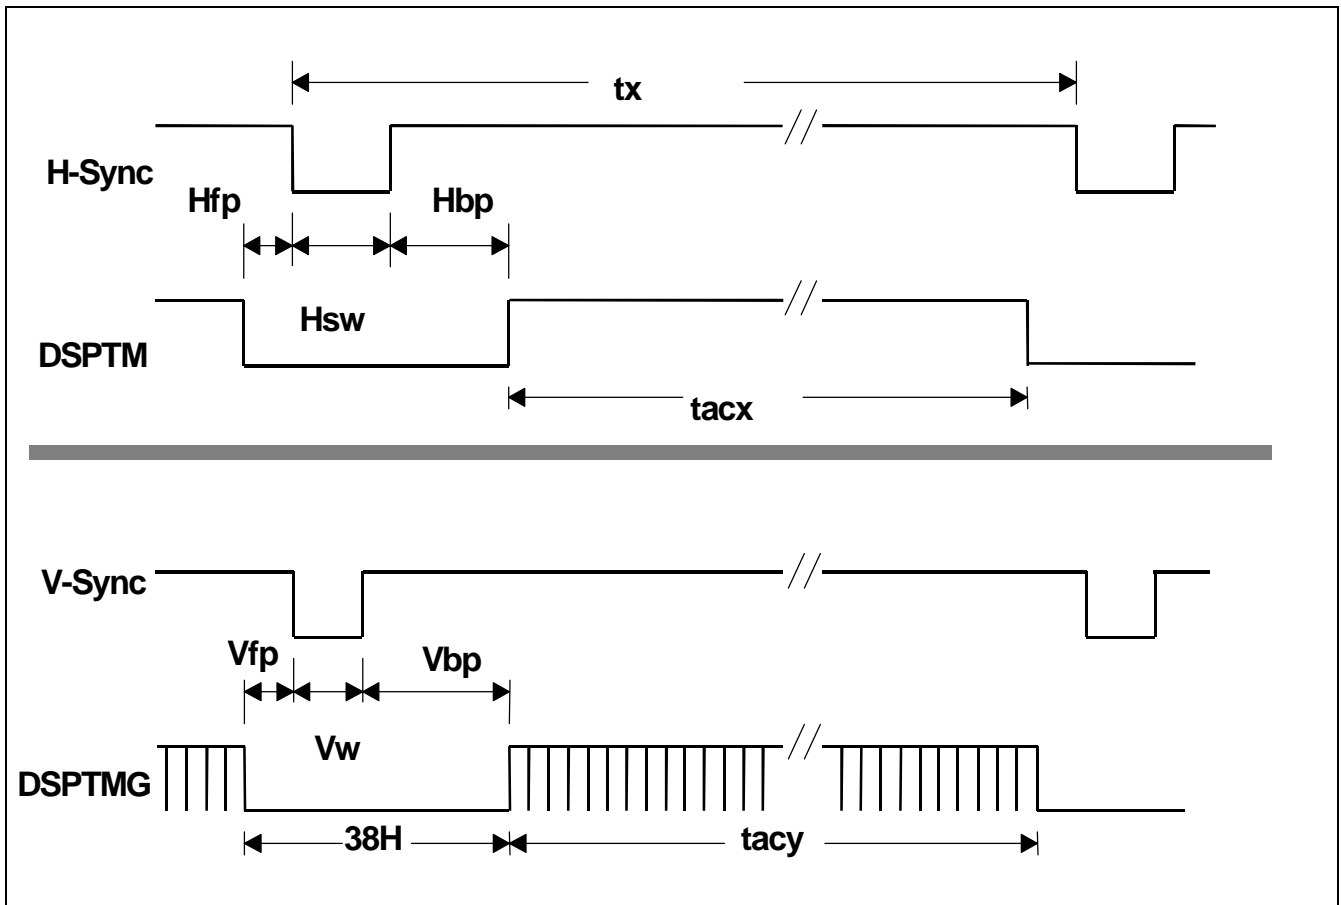 tx
H-Sync
Hfp
Hbp
Hsw
DSPTM
tacx
V-Sync
Vfp
Vbp
Vw
DSPTMG
38H
tacy